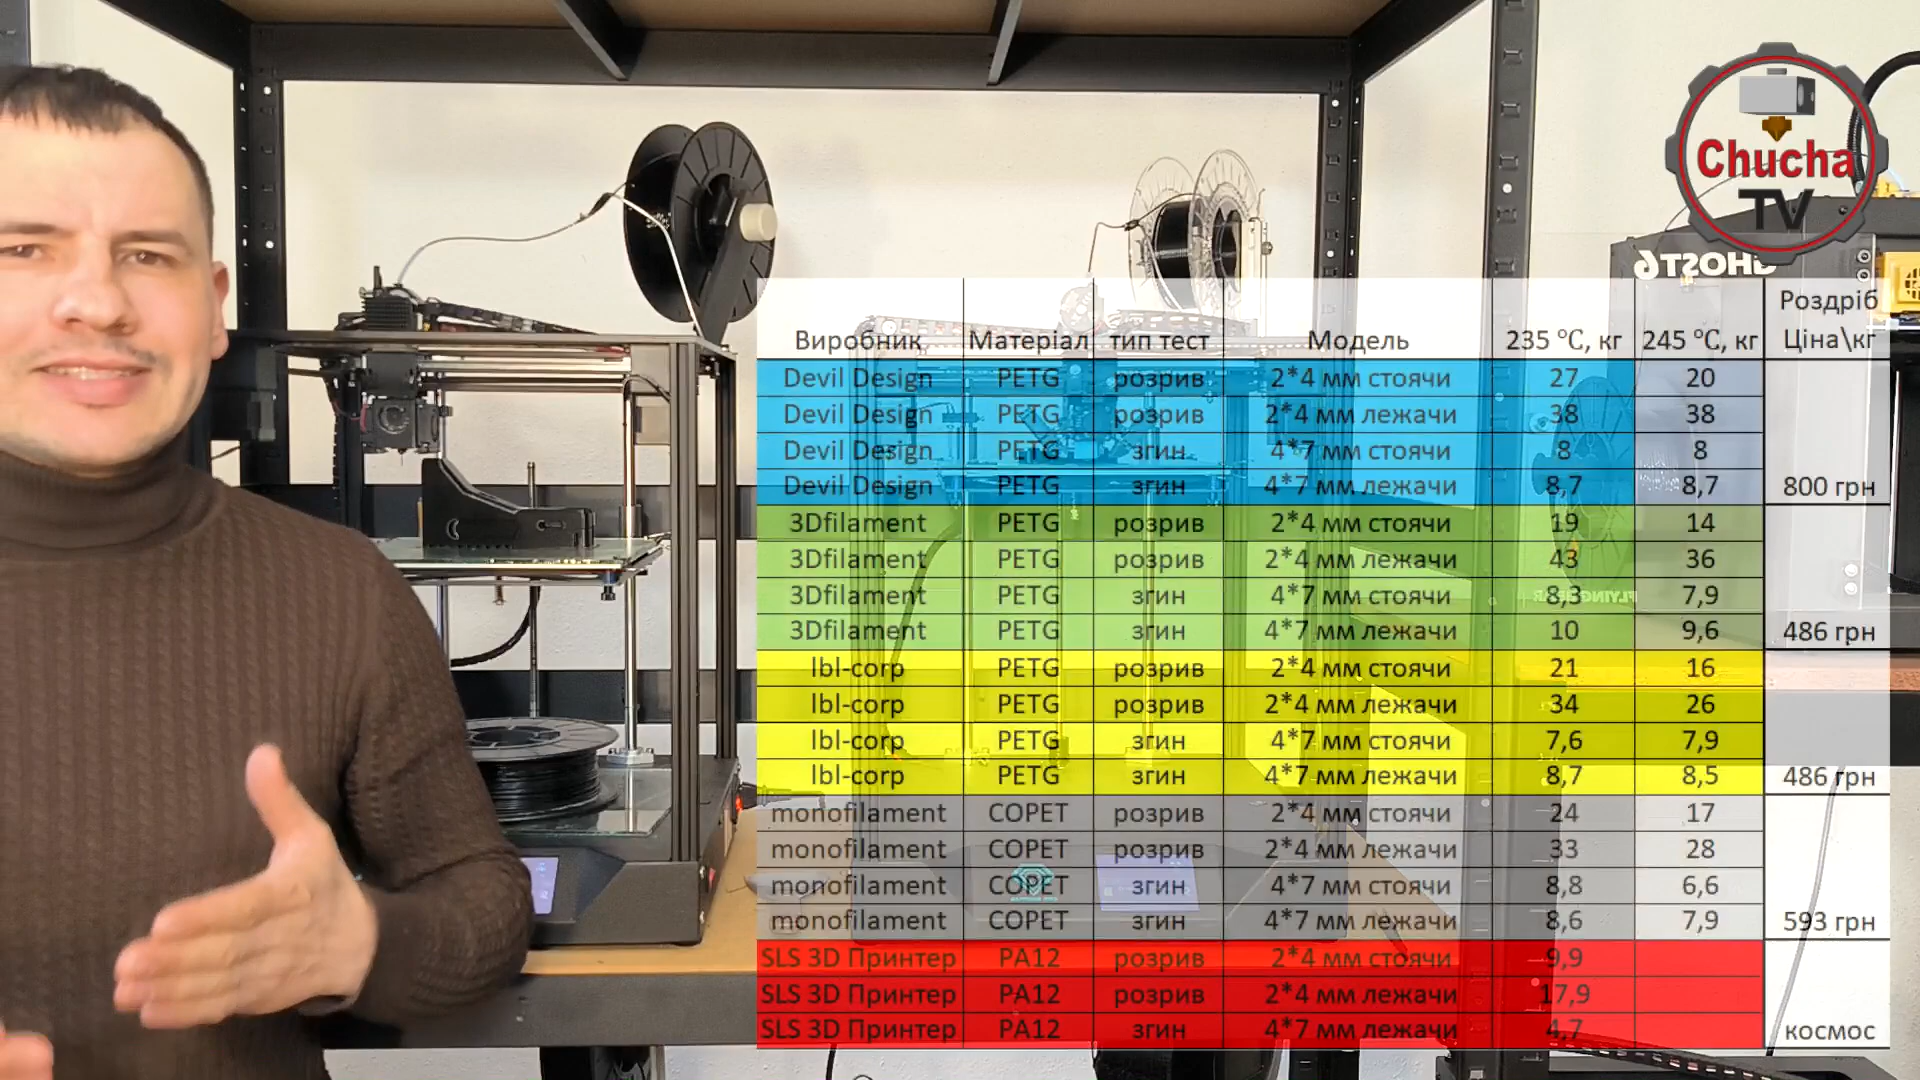 Chucha
TV
GHOST6
Виробник Матеріал тип тест Модель 235 °C, кг 245 °C, кг Роздріб Ціна\кг
Devil Design PETG розрив 2*4 мм стоячи 27 20
Devil Design PETG розрив 2*4 мм лежачи 38 38
Devil Design PETG згин 4*7 мм стоячи 8 8
Devil Design PETG згин 4*7 мм лежачи 8,7 8,7 800 грн
3Dfilament PETG розрив 2*4 мм стоячи 19 14
3Dfilament PETG розрив 2*4 мм лежачи 43 36
3Dfilament PETG згин 4*7 мм стоячи 8,3 7,9
FLYINGBEAR
3Dfilament PETG згин 4*7 мм лежачи 10 9,6 486 грн
lbl-corp PETG розрив 2*4 мм стоячи 21 16
lbl-corp PETG розрив 2*4 мм лежачи 34 26
lbl-corp PETG згин 4*7 мм стоячи 7,6 7,9
lbl-corp PETG згин 4*7 мм лежачи 8,7 8,5 486 грн
monofilament COPET розрив 2*4 мм стоячи 24 17
monofilament COPET розрив 2*4 мм лежачи 33 28
monofilament COPET згин 4*7 мм стоячи 8,8 6,6
monofilament COPET згин 4*7 мм лежачи 8,6 7,9 593 грн
SLS 3D Принтер PA12 розрив 2*4 мм стоячи 9,9
SLS 3D Принтер PA12 розрив 2*4 мм лежачи 17,9
SLS 3D Принтер PA12 згин 4*7 мм лежачи 4,7 космос